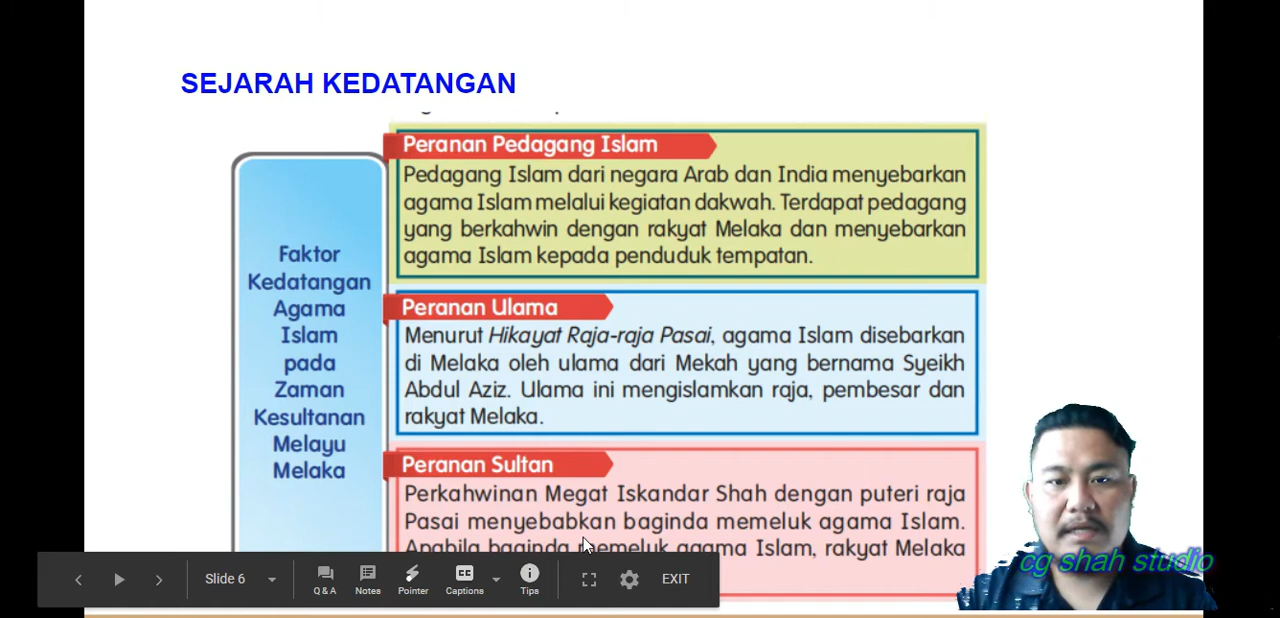 SEJARAH KEDATANGAN
Faktor
Kedatangan
Agama
Islam
pada
Zaman
Kesultanan
Melayu
Melaka
Peranan Pedagang Islam
Pedagang Islam dari negara Arab dan India menyebarkan
agama Islam melalui kegiatan dakwah. Terdapat pedagang
yang berkahwin dengan rakyat Melaka dan menyebarkan
agama Islam kepada penduduk tempatan.
Peranan Ulama
Menurut Hikayat Raja-raja Pasai, agama Islam disebarkan
di Melaka oleh ulama dari Mekah yang bernama Syeikh
Abdul Aziz. Ulama ini mengislamkan raja, pembesar dan
rakyat Melaka.
Peranan Sultan
Perkahwinan Megat Iskandar Shah dengan puteri raja
Pasai menyebabkan baginda memeluk agama Islam.
Apabila baginda memeluk agama Islam, rakyat Melaka
Slide 6
Q & A
Notes
Pointer
Captions
Tips
EXIT
cg shah studio